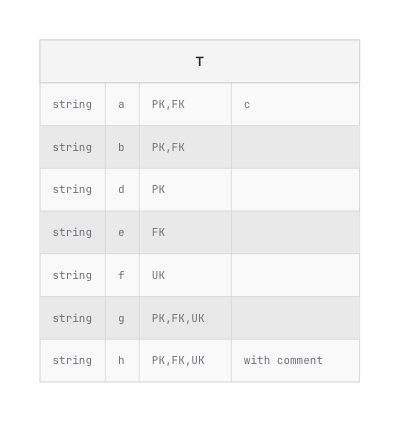 T
string a PK,FK c
string b PK,FK
string d PK
string e FK
string f UK
string g PK,FK,UK
string h PK,FK,UK with comment